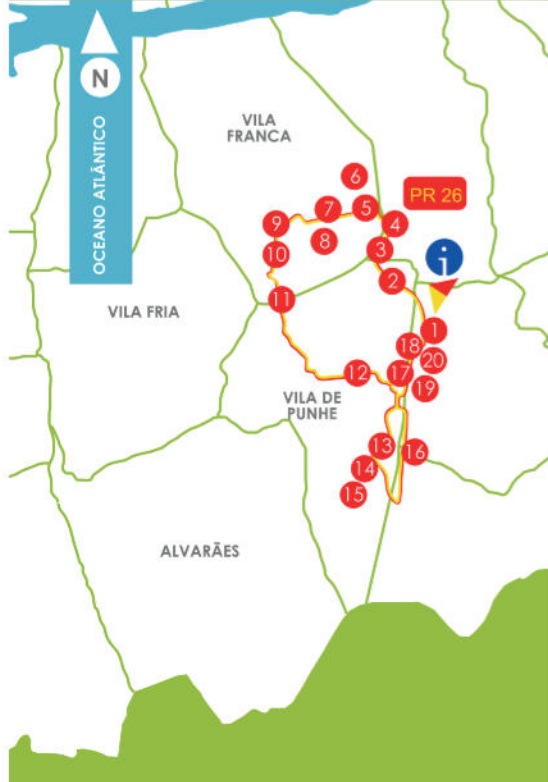 N
OCEANO ATLÂNTICO
VILA
FRANCA
6
PR 26
7
5
9
4
8
3
10
i
2
11
VILA FRIA
1
18
20
12
17
19
VILA DE
PUNHE
13
16
14
15
ALVARÃES